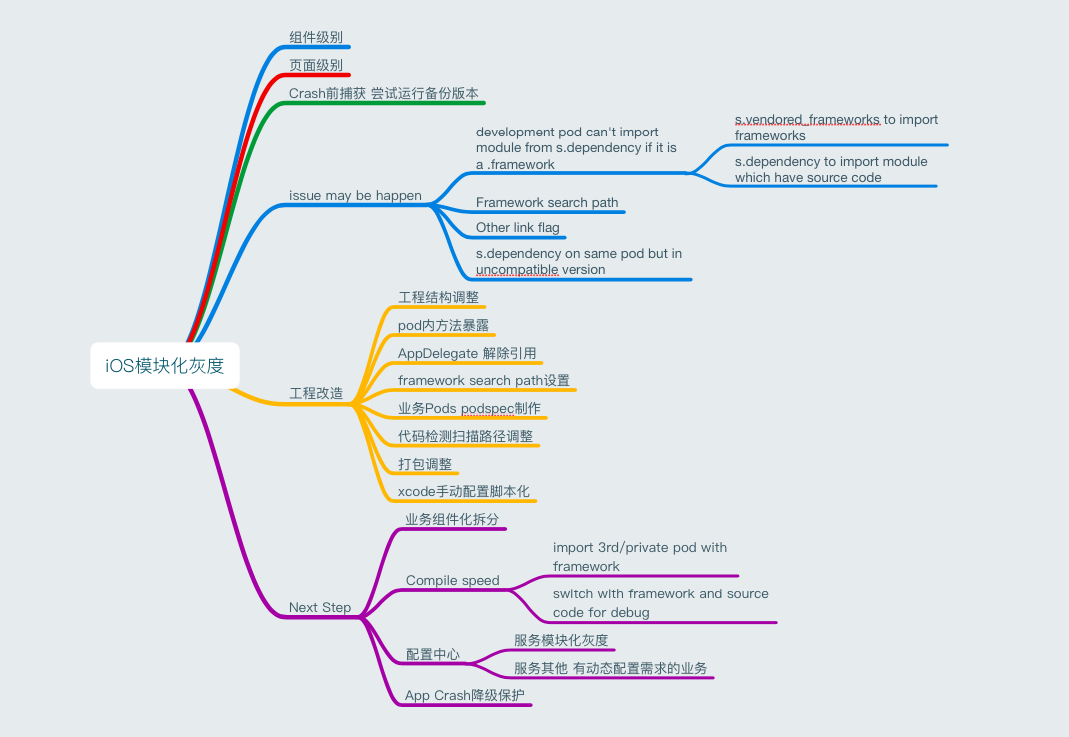 组件级别
页面级别
Crash前捕获 尝试运行备份版本
issue may be happen
development pod can't import
module from s.dependency if it is
a .framework
s.vendored_frameworks to import
frameworks
s.dependency to import module
which have source code
Framework search path
Other link flag
s.dependency on same pod but in
uncompatible version
iOS模块化灰度
工程改造
工程结构调整
pod内方法暴露
AppDelegate 解除引用
framework search path设置
业务Pods podspec制作
代码检测扫描路径调整
打包调整
xcode手动配置脚本化
Next Step
业务组件化拆分
Compile speed
import 3rd/private pod with
framework
switch with framework and source
code for debug
配置中心
服务模块化灰度
服务其他 有动态配置需求的业务
App Crash降级保护